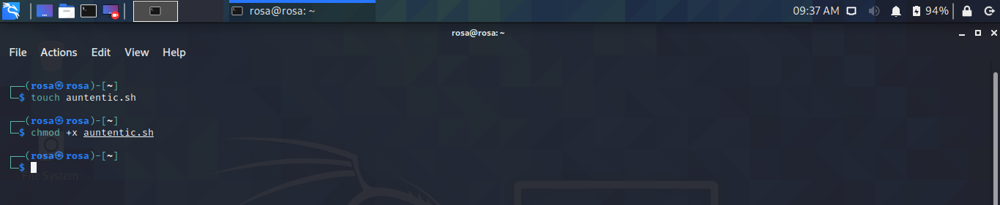 rosa@rosa: ~
09:37 AM
94%
rosa@rosa: ~
File Actions Edit View Help
┌──(rosa㉿rosa)-[~]
└─$ touch auntentic.sh
┌──(rosa㉿rosa)-[~]
└─$ chmod +x auntentic.sh
┌──(rosa㉿rosa)-[~]
└─$
File System